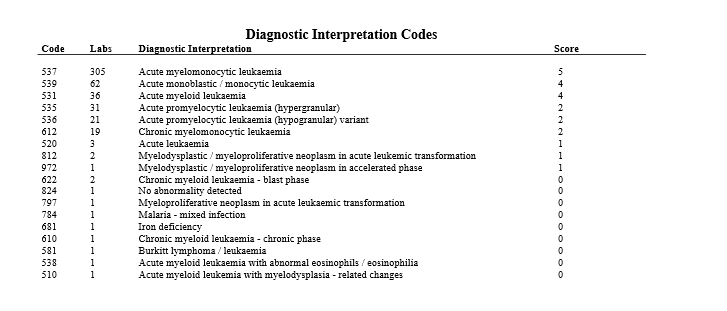 Diagnostic Interpretation Codes
Code Labs Diagnostic Interpretation Score
537 305 Acute myelomonocytic leukaemia 5
539 62 Acute monoblastic / monocytic leukaemia 4
531 36 Acute myeloid leukaemia 4
535 31 Acute promyelocytic leukaemia (hypergranular) 2
536 21 Acute promyelocytic leukaemia (hypogranular) variant 2
612 19 Chronic myelomonocytic leukaemia 2
520 3 Acute leukaemia 1
812 2 Myelodysplastic / myeloproliferative neoplasm in acute leukemic transformation 1
972 1 Myelodysplastic / myeloproliferative neoplasm in accelerated phase 1
622 2 Chronic myeloid leukaemia - blast phase 0
824 1 No abnormality detected 0
797 1 Myeloproliferative neoplasm in acute leukaemic transformation 0
784 1 Malaria - mixed infection 0
681 1 Iron deficiency 0
610 1 Chronic myeloid leukaemia - chronic phase 0
581 1 Burkitt lymphoma / leukaemia 0
538 1 Acute myeloid leukaemia with abnormal eosinophils / eosinophilia 0
510 1 Acute myeloid leukemia with myelodysplasia - related changes 0